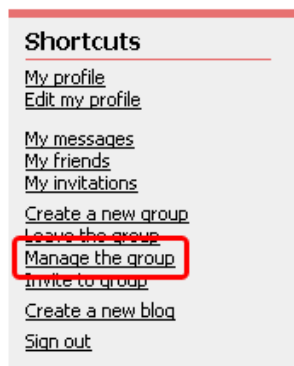 Shortcuts
My profile
Edit my profile
My messages
My friends
My invitations
Create a new group
Leave the group
Manage the group
Invite to group
Create a new blog
Sign out